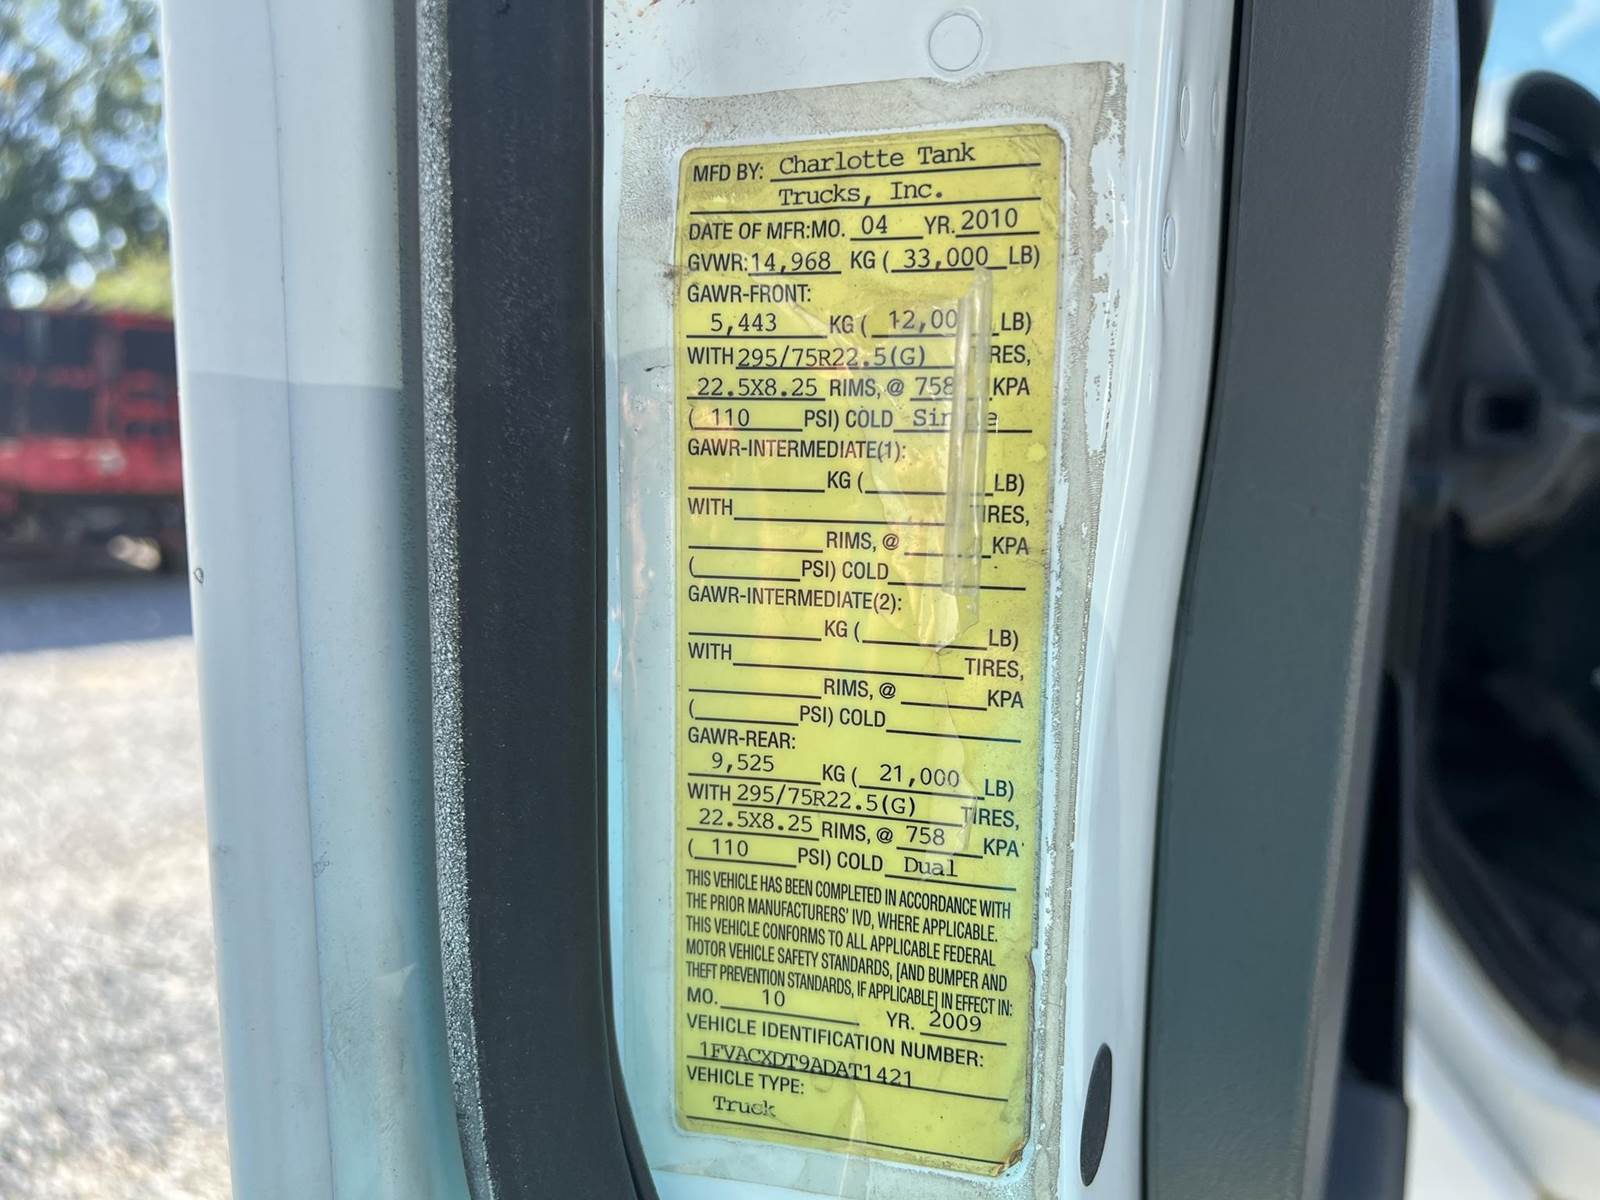 MFD BY: Charlotte Tank
Trucks, Inc.
DATE OF MFR:MO. 04 YR. 2010
GVWR: 14,968 KG ( 33,000 LB)
GAWR-FRONT:
5,443 KG ( 12,00 LB)
WITH 295/75R22.5(G) TIRES,
22.5X8.25 RIMS, @ 758 KPA
( 110 PSI) COLD Single
GAWR-INTERMEDIATE(1):
KG ( LB)
WITH TIRES,
RIMS, @ KPA
( PSI) COLD
GAWR-INTERMEDIATE(2):
KG ( LB)
WITH TIRES,
RIMS, @ KPA
( PSI) COLD
GAWR-REAR:
9,525 KG ( 21,000 LB)
WITH 295/75R22.5(G) TIRES,
22.5X8.25 RIMS, @ 758 KPA
( 110 PSI) COLD Dual
THIS VEHICLE HAS BEEN COMPLETED IN ACCORDANCE WITH
THE PRIOR MANUFACTURERS' IVD, WHERE APPLICABLE.
THIS VEHICLE CONFORMS TO ALL APPLICABLE FEDERAL
MOTOR VEHICLE SAFETY STANDARDS, [AND BUMPER AND
THEFT PREVENTION STANDARDS, IF APPLICABLE] IN EFFECT IN:
MO. 10 YR. 2009
VEHICLE IDENTIFICATION NUMBER:
1FVACXDT9ADAT1421
VEHICLE TYPE:
Truck